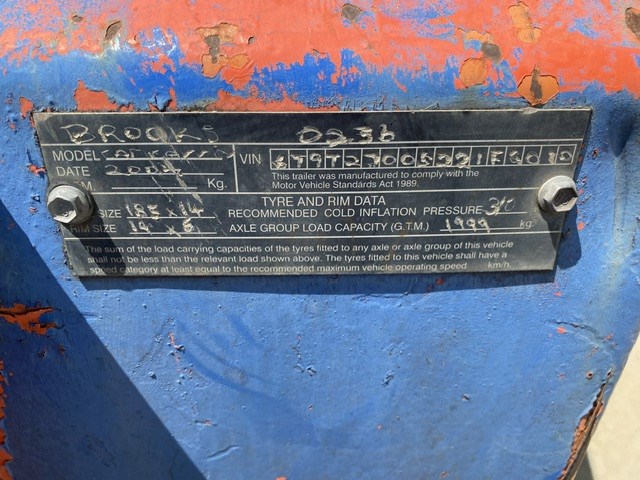 BROOKS 0236
MODEL VIN 6T9T27005
DATE This trailer was manufactured to comply with the
M. Kg. Motor Vehicle Standards Act 1989.
TYRE AND RIM DATA
SIZE 185 x 14 RECOMMENDED COLD INFLATION PRESSURE
RIM SIZE 14 x 6 AXLE GROUP LOAD CAPACITY (G.T.M.) 1999 kg.
The sum of the load carrying capacities of the tyres fitted to any axle or axle group of this vehicle
shall not be less than the relevant load shown above. The tyres fitted to this vehicle shall have a
speed category at least equal to the recommended maximum vehicle operating speed km/h.